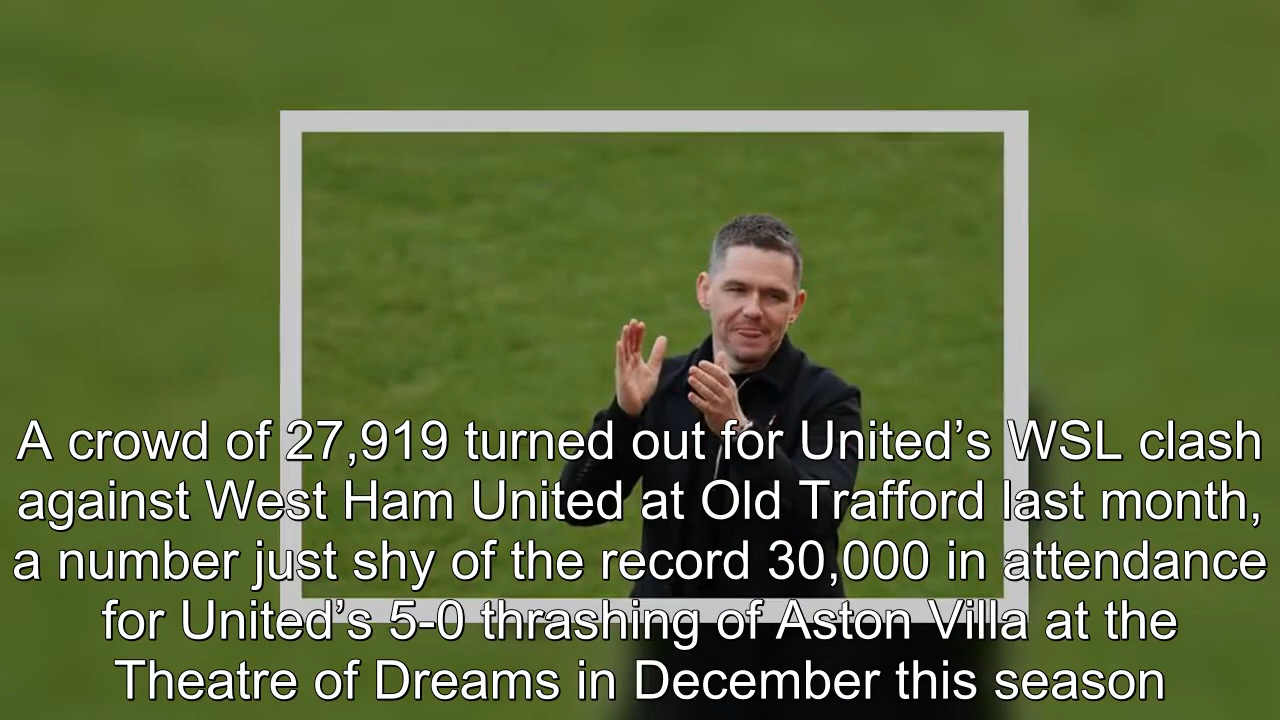 A crowd of 27,919 turned out for United’s WSL clash
against West Ham United at Old Trafford last month,
a number just shy of the record 30,000 in attendance
for United’s 5-0 thrashing of Aston Villa at the
Theatre of Dreams in December this season